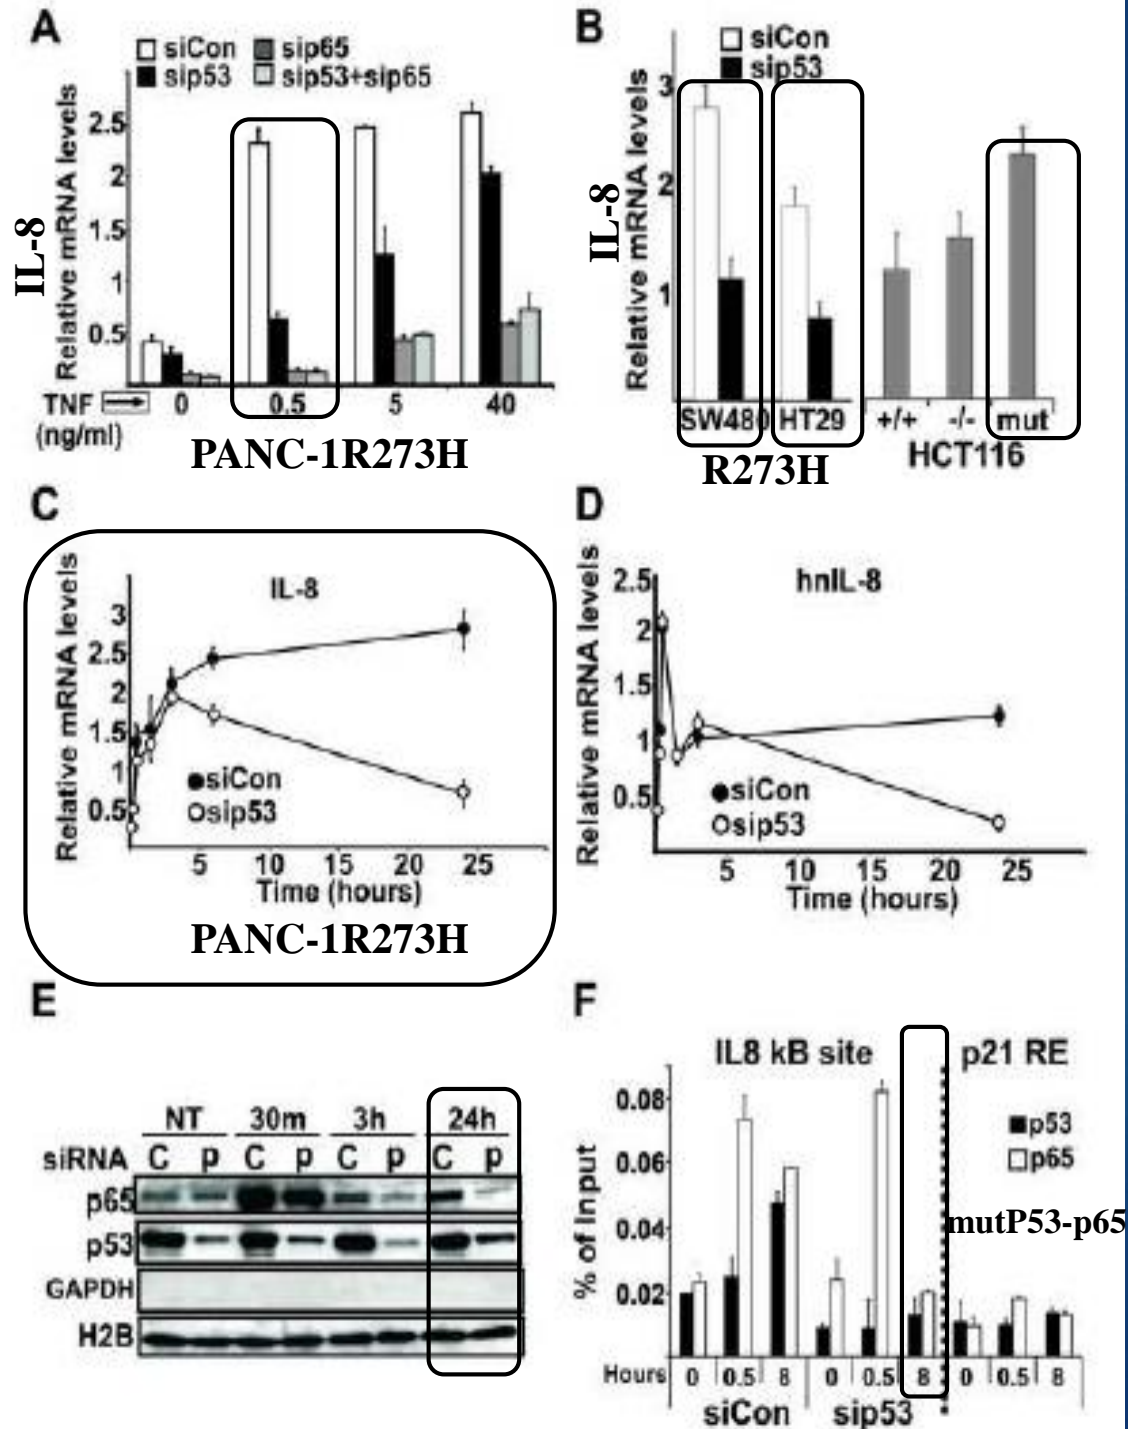 A
siCon
sip65
sip53
sip53+sip65
IL-8
Relative mRNA levels
2.5
2
1.5
1
0.5
TNF
0
0.5
5
40
(ng/ml)
PANC-1R273H
B
siCon
sip53
IL-8
Relative mRNA levels
3
2
1
SW480
HT29
+/+
-/-
mut
R273H
HCT116
C
Relative mRNA levels
IL-8
3
2.5
2
1.5
1
0.5
siCon
sip53
5
10
15
20
25
Time (hours)
PANC-1R273H
D
Relative mRNA levels
hnIL-8
2.5
2
1.5
1
0.5
siCon
sip53
5
10
15
20
25
Time (hours)
E
NT
30m
3h
24h
siRNA
C
p
C
p
C
p
C
p
p65
p53
GAPDH
H2B
F
IL8 kB site
p21 RE
% of Input
0.08
0.06
0.04
0.02
p53
p65
mutP53-p65
Hours
0
0.5
8
0
0.5
8
0
0.5
8
siCon
sip53